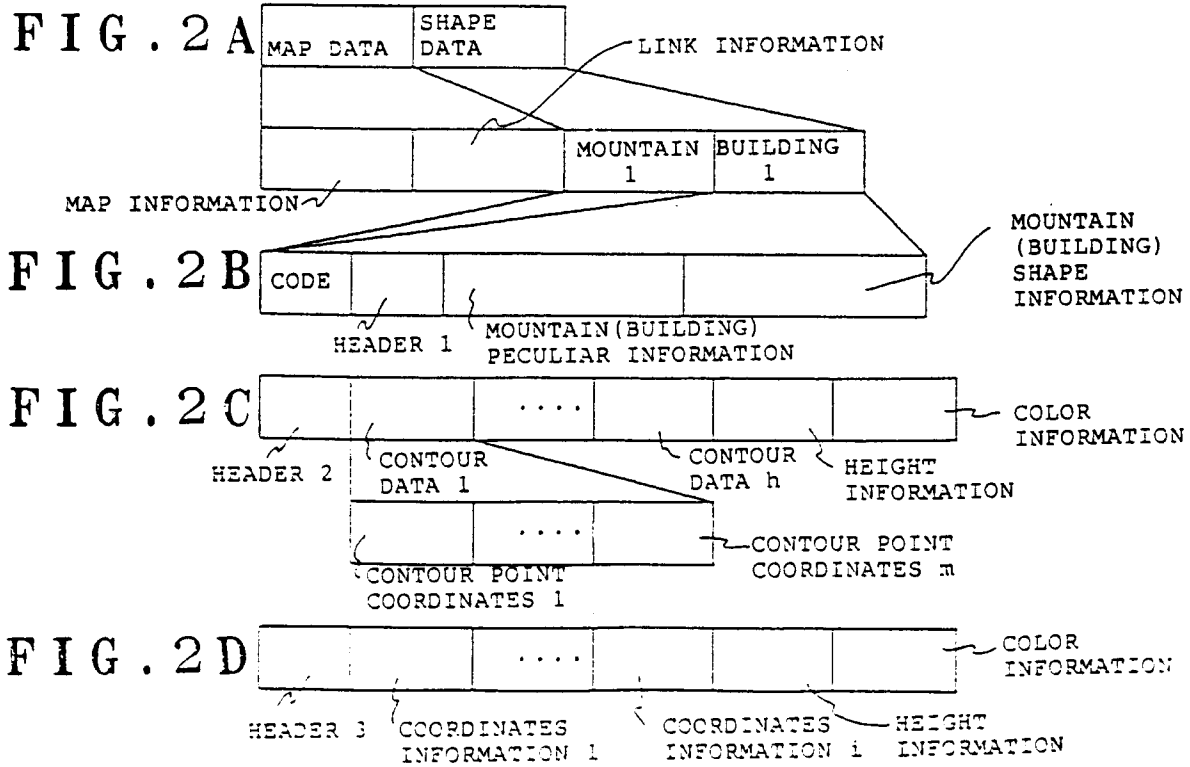 FIG.2A
MAP DATA
SHAPE
DATA
LINK INFORMATION
MOUNTAIN
1
BUILDING
1
MAP INFORMATION
FIG.2B
CODE
HEADER 1
MOUNTAIN(BUILDING)
PECULIAR INFORMATION
MOUNTAIN
(BUILDING)
SHAPE
INFORMATION
FIG.2C
....
COLOR
INFORMATION
HEADER 2
CONTOUR
DATA 1
CONTOUR
DATA h
HEIGHT
INFORMATION
....
CONTOUR POINT
COORDINATES 1
CONTOUR POINT
COORDINATES m
FIG.2D
....
COLOR
INFORMATION
HEADER 3
COORDINATES
INFORMATION 1
COORDINATES
INFORMATION i
HEIGHT
INFORMATION